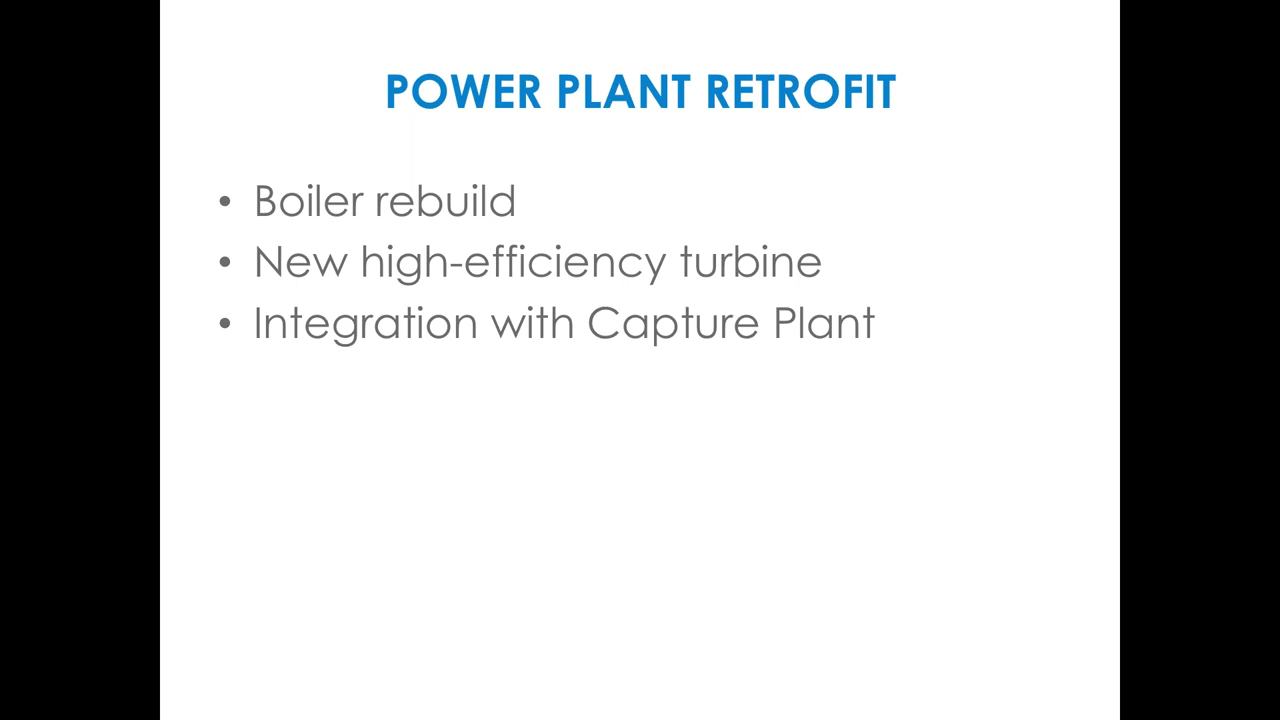 POWER PLANT RETROFIT
• Boiler rebuild
• New high-efficiency turbine
• Integration with Capture Plant